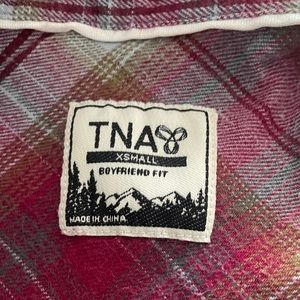 TNA
XSMALL
BOYFRIEND FIT
MADE IN CHINA